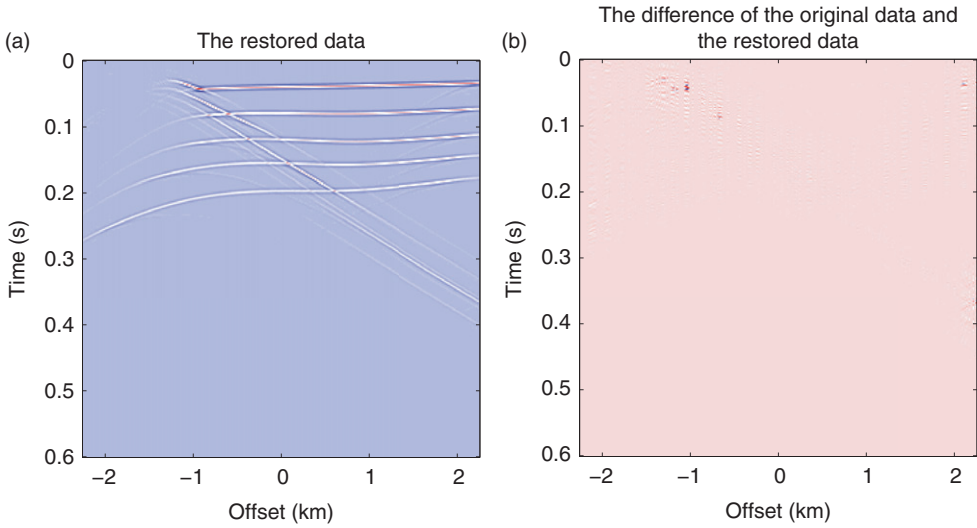 (a)
The restored data
0
0.1
0.2
0.3
0.4
0.5
0.6
Time (s)
−2
−1
0
1
2
Offset (km)
(b)
The difference of the original data and
the restored data
0
0.1
0.2
0.3
0.4
0.5
0.6
Time (s)
−2
−1
0
1
2
Offset (km)